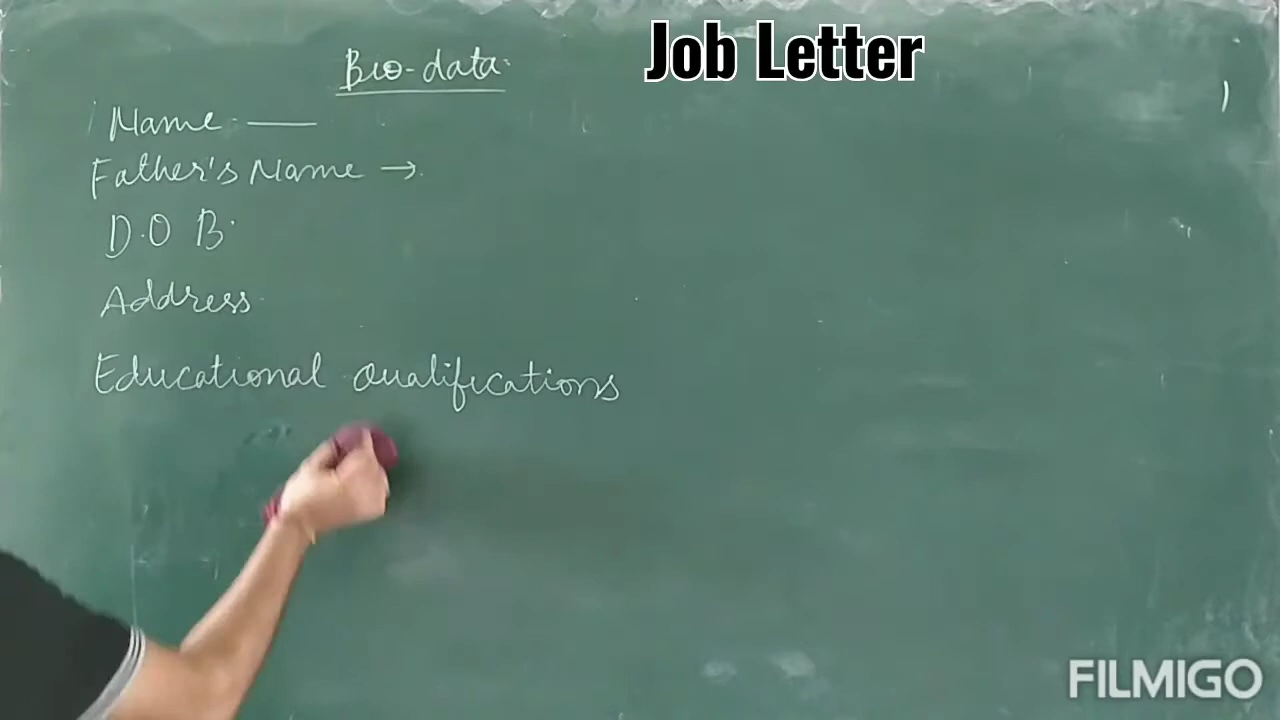 Job Letter
Bio-data
Name —
Father's Name →
D.O B.
Address
Educational Qualifications
FILMIGO